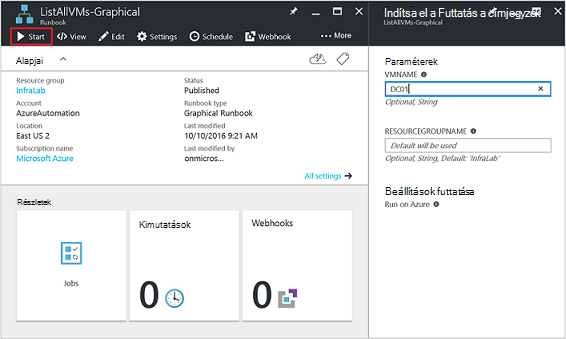 ListAllVMs-Graphical
Runbook
Start
View
Edit
Settings
Schedule
Webhook
More
Alapjai
Resource group
InfraLab
Status
Published
Account
AzureAutomation
Runbook type
Graphical Runbook
Location
East US 2
Last modified
10/10/2016 9:21 AM
Subscription name
Microsoft Azure
Last modified by
onmicros...
All settings
Részletek
Jobs
Kimutatások
0
Webhooks
0
Indítsa el a Futtatás a címjegyzék
ListAllVMs-Graphical
Paraméterek
VMNAME
DC01
Optional, String
RESOURCEGROUPNAME
Default will be used
Optional, String, Default: 'InfraLab'
Beállítások futtatása
Run on Azure